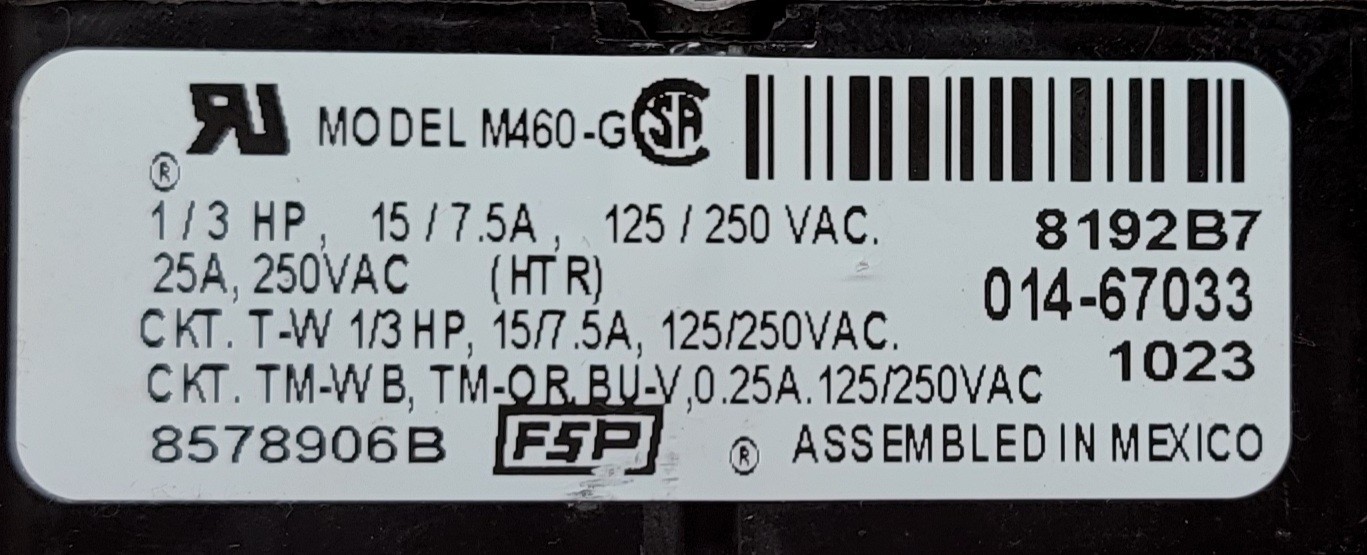 RU MODEL M460-G CSA
®
1/3 HP, 15/7.5A, 125/250 VAC. 8192B7
25A, 250VAC (HTR) 014-67033
CKT. T-W 1/3 HP, 15/7.5A, 125/250VAC. 1023
CKT. TM-WB, TM-OR, BU-V,0.25A.125/250VAC
8578906B FSP ® ASSEMBLED IN MEXICO